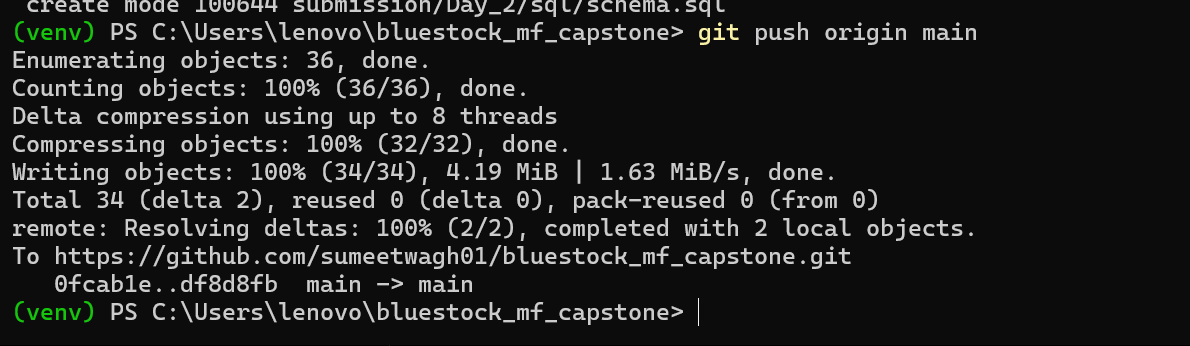 create mode 100644 submission/Day_2/sql/schema.sql
(venv) PS C:\Users\lenovo\bluestock_mf_capstone> git push origin main
Enumerating objects: 36, done.
Counting objects: 100% (36/36), done.
Delta compression using up to 8 threads
Compressing objects: 100% (32/32), done.
Writing objects: 100% (34/34), 4.19 MiB | 1.63 MiB/s, done.
Total 34 (delta 2), reused 0 (delta 0), pack-reused 0 (from 0)
remote: Resolving deltas: 100% (2/2), completed with 2 local objects.
To https://github.com/sumeetwagh01/bluestock_mf_capstone.git
   0fcab1e..df8d8fb  main -> main
(venv) PS C:\Users\lenovo\bluestock_mf_capstone>